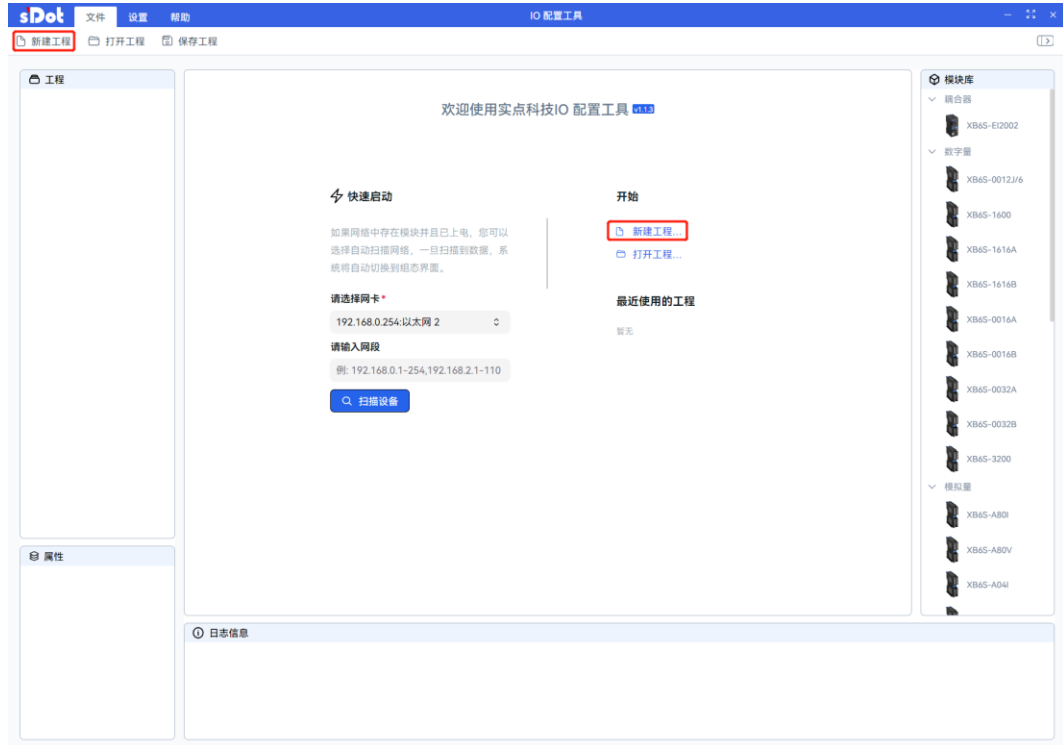 sDot 文件 设置 帮助 IO 配置工具
新建工程 打开工程 保存工程
工程
欢迎使用实点科技IO 配置工具 v1.1.3
快速启动
如果网络中存在模块并且已上电，您可以
选择自动扫描网络，一旦扫描到数据，系
统将自动切换到组态界面。
请选择网卡*
192.168.0.254:以太网 2
请输入网段
例: 192.168.0.1-254,192.168.2.1-110
扫描设备
开始
新建工程...
打开工程...
最近使用的工程
暂无
模块库
耦合器
XB6S-EI2002
数字量
XB6S-0012J/6
XB6S-1600
XB6S-1616A
XB6S-1616B
XB6S-0016A
XB6S-0016B
XB6S-0032A
XB6S-0032B
XB6S-3200
模拟量
XB6S-A80I
XB6S-A80V
XB6S-A04I
属性
日志信息